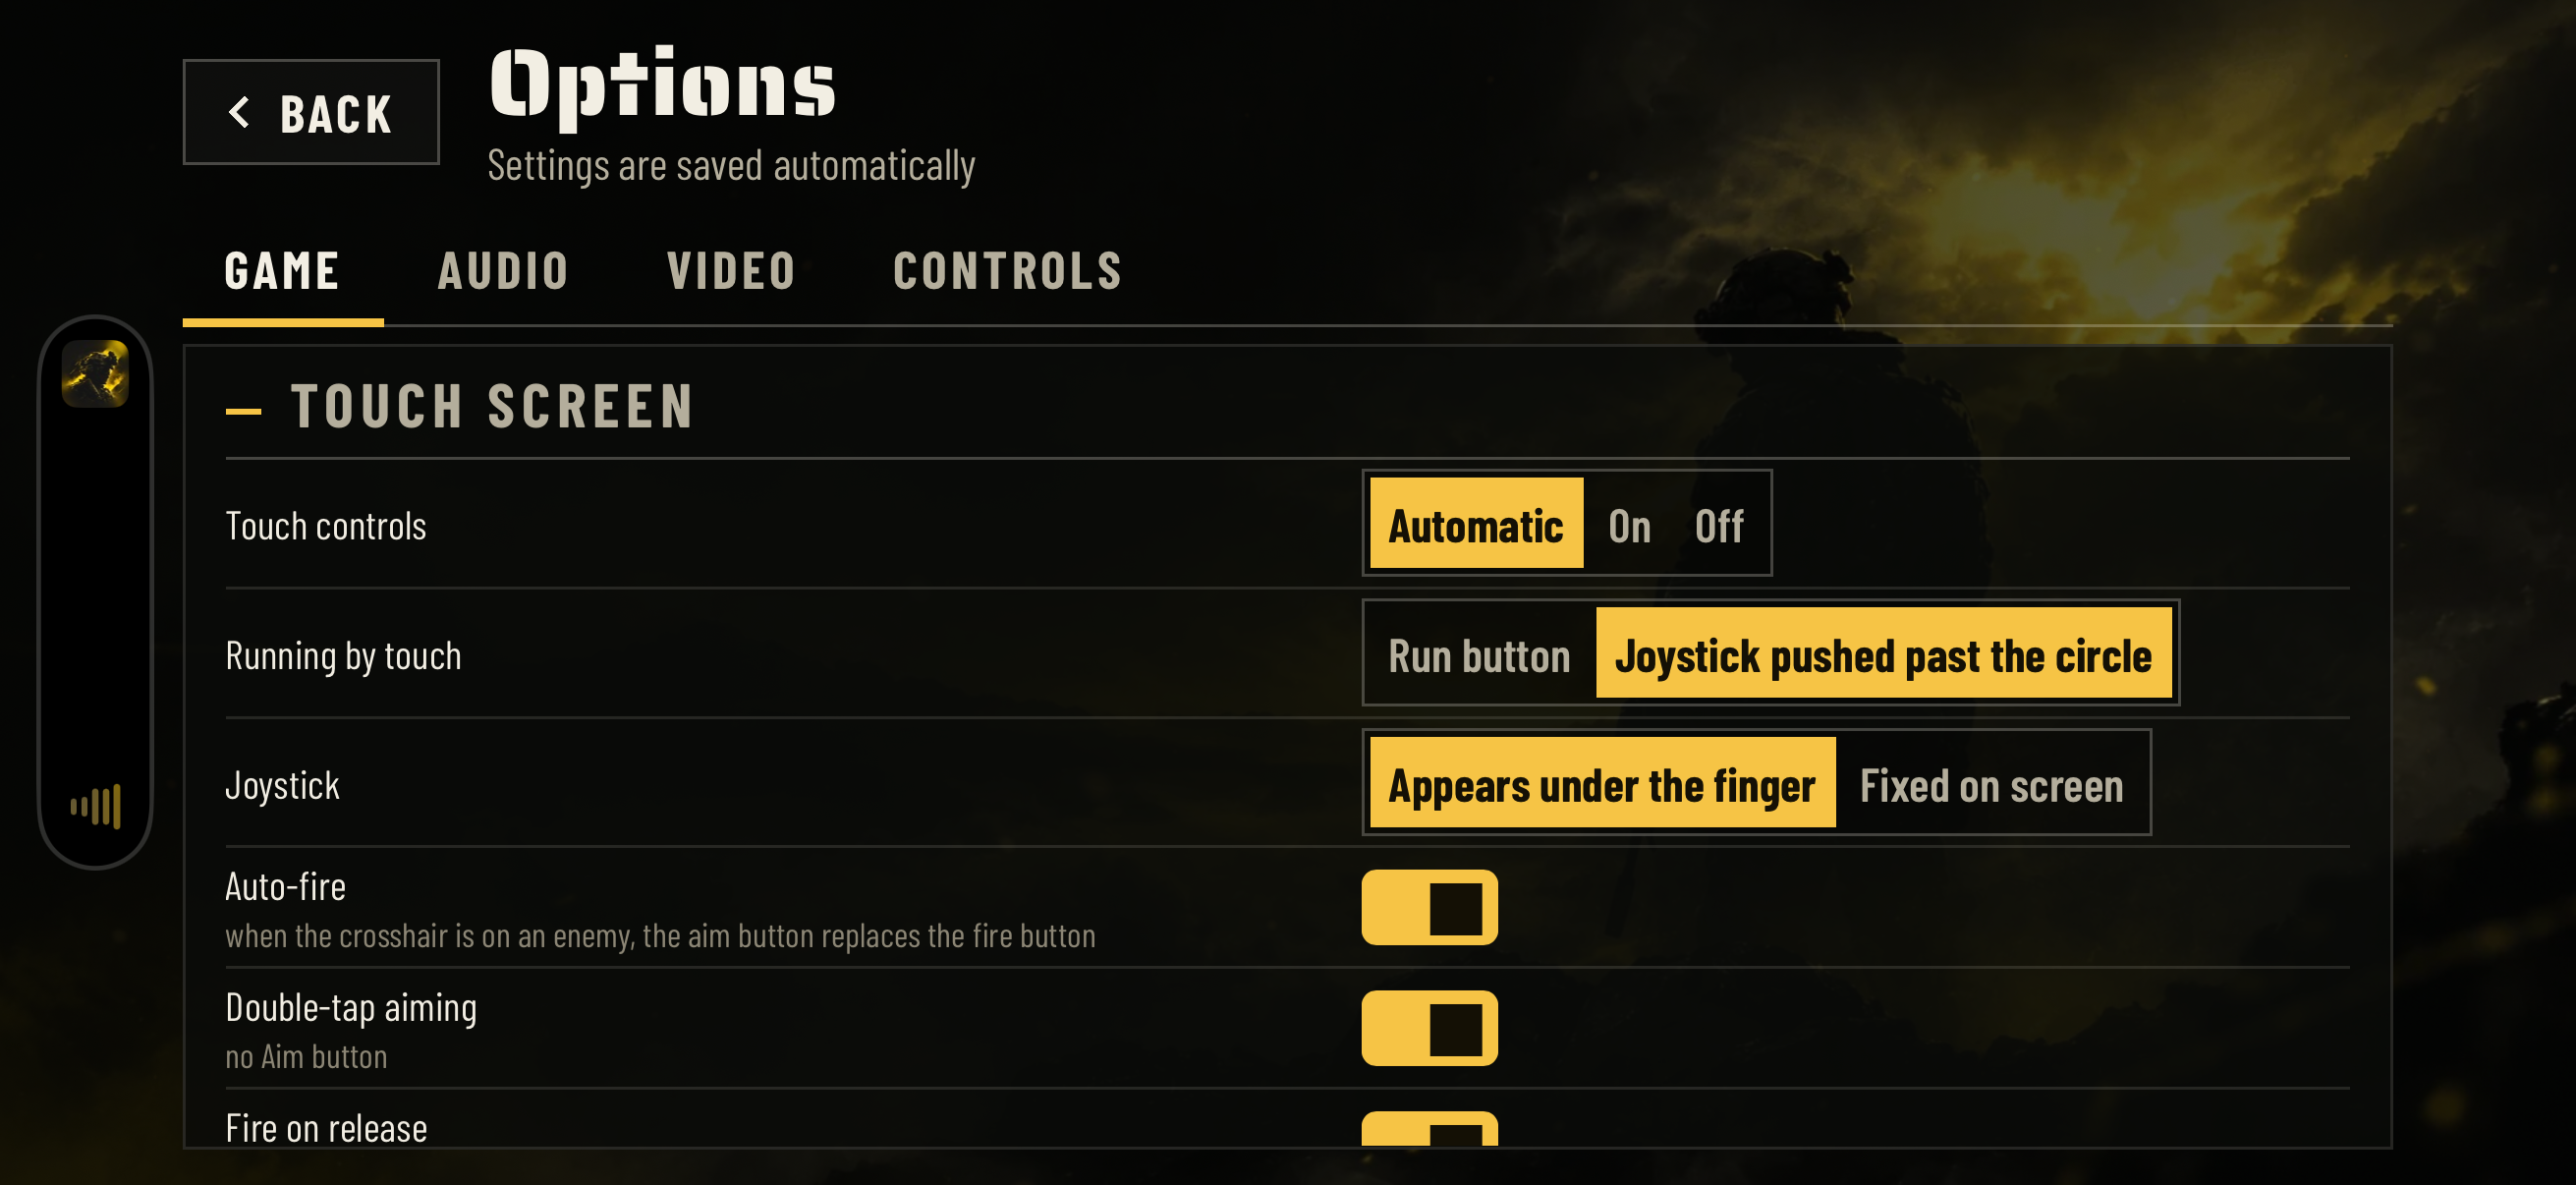 BACK
Options
Settings are saved automatically
GAME AUDIO VIDEO CONTROLS
TOUCH SCREEN
Touch controls Automatic On Off
Running by touch Run button Joystick pushed past the circle
Joystick Appears under the finger Fixed on screen
Auto-fire
when the crosshair is on an enemy, the aim button replaces the fire button
Double-tap aiming
no Aim button
Fire on release